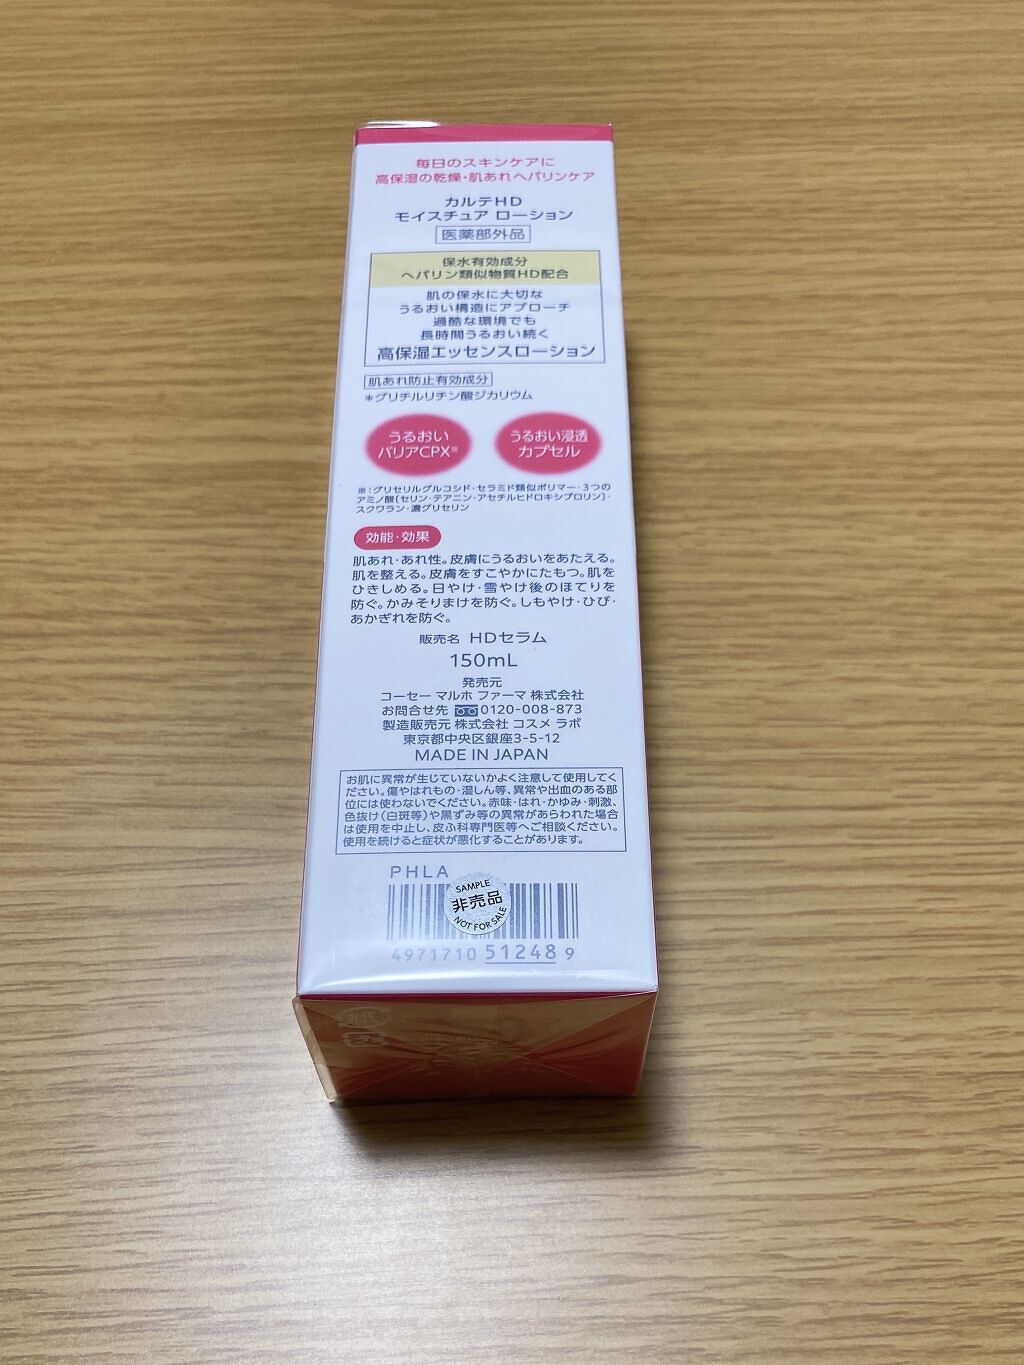 毎日のスキンケアに
高保湿の乾燥・肌あれヘパリンケア
カルテHD
モイスチュア ローション
医薬部外品
保水有効成分
ヘパリン類似物質HD配合
肌の保水に大切な
うるおい構造にアプローチ
過酷な環境でも
長時間うるおい続く
高保湿エッセンスローション
肌あれ防止有効成分
＊グリチルリチン酸ジカリウム
うるおい
バリアCPX※
うるおい浸透
カプセル
※：グリセリルグルコシド・セラミド類似ポリマー・3つの
アミノ酸〔セリン・テアニン・アセチルヒドロキシプロリン〕・
スクワラン・濃グリセリン
効能・効果
肌あれ・あれ性。皮膚にうるおいをあたえる。
肌を整える。皮膚をすこやかにたもつ。肌を
ひきしめる。日やけ・雪やけ後のほてりを
防ぐ。かみそりまけを防ぐ。しもやけ・ひび・
あかぎれを防ぐ。
販売名 HDセラム
150mL
発売元
コーセー マルホ ファーマ 株式会社
お問合せ先 0120-008-873
製造販売元 株式会社 コスメ ラボ
東京都中央区銀座3-5-12
MADE IN JAPAN
お肌に異常が生じていないかよく注意して使用してく
ださい。傷やはれもの・湿しん等、異常や出血のある部
位には使わないでください。赤味・はれ・かゆみ・刺激、
色抜け（白斑等）や黒ずみ等の異常があらわれた場合
は使用を中止し、皮ふ科専門医等へご相談ください。
使用を続けると症状が悪化することがあります。
PHLA
SAMPLE
非売品
NOT FOR SALE
4971710 51248 9
紙